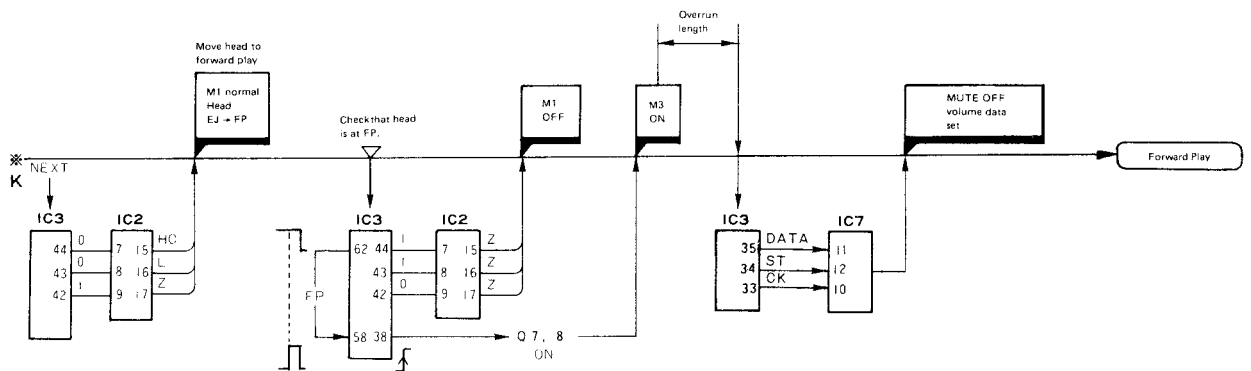 Overrun
length
Move head to
forward play
M1 normal
Head
EJ → FP
Check that head
is at FP.
M1
OFF
M3
ON
MUTE OFF
volume data
set
※
K
NEXT
Forward Play
IC3
IC2
44 0 7 15 HC
43 0 8 16 L
42 1 9 17 Z
IC3
IC2
62 44 1 7 15 Z
43 1 8 16 Z
42 0 9 17 Z
FP
58 38
Q 7, 8
ON
IC3
IC7
35 DATA 11
34 ST 12
33 CK 10